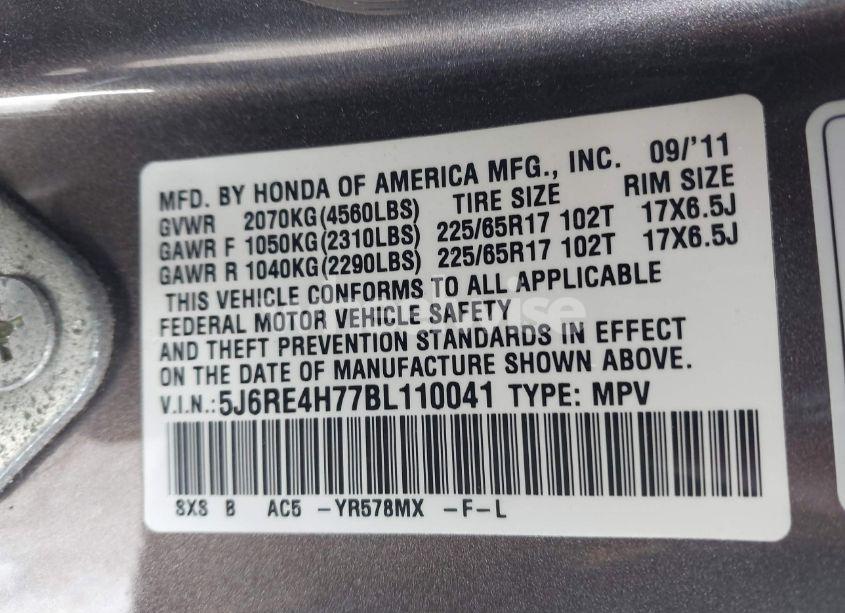 MFD. BY HONDA OF AMERICA MFG., INC. 09/'11
GVWR 2070KG(4560LBS) TIRE SIZE RIM SIZE
GAWR F 1050KG(2310LBS) 225/65R17 102T 17X6.5J
GAWR R 1040KG(2290LBS) 225/65R17 102T 17X6.5J
THIS VEHICLE CONFORMS TO ALL APPLICABLE
FEDERAL MOTOR VEHICLE SAFETY
AND THEFT PREVENTION STANDARDS IN EFFECT
ON THE DATE OF MANUFACTURE SHOWN ABOVE.
V.I.N.: 5J6RE4H77BL110041 TYPE: MPV
SXS B AC5 -YR578MX -F-L